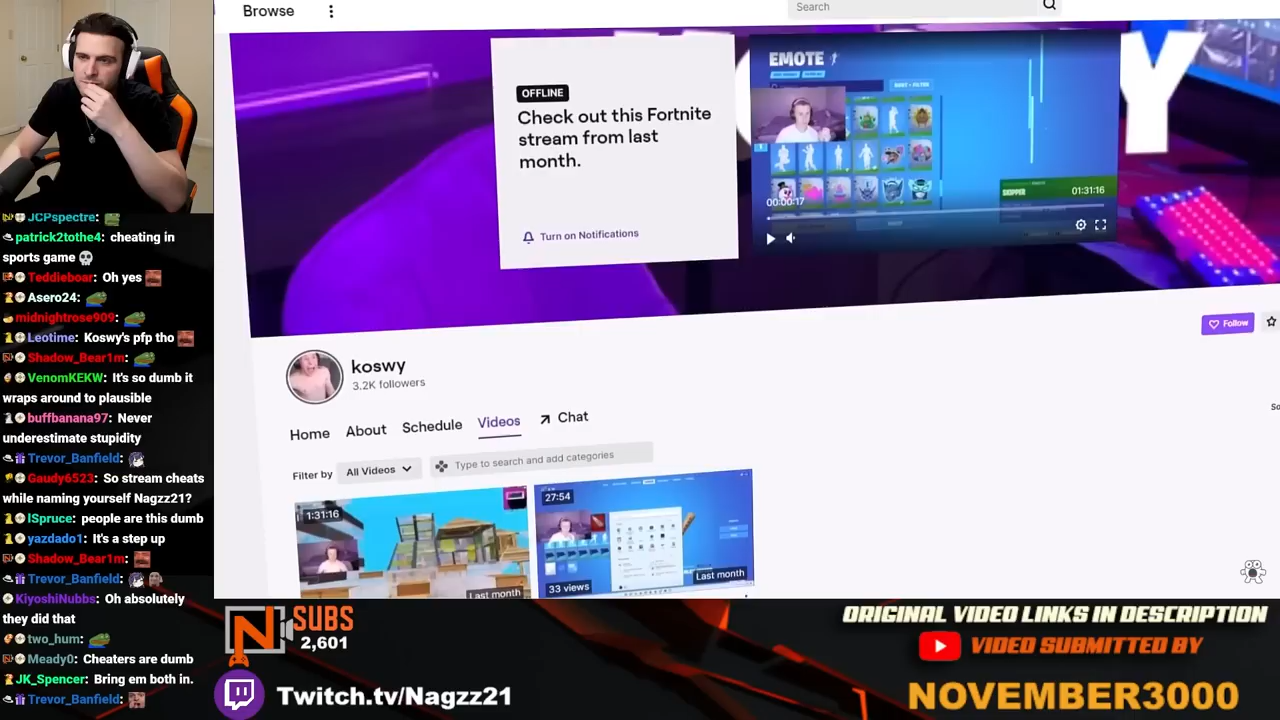 Browse
Search
OFFLINE
Check out this Fortnite
stream from last
month.
Turn on Notifications
EMOTE
SKIPPER
00:00:17
01:31:16
Y
Follow
koswy
3.2K followers
Home
About
Schedule
Videos
Chat
Filter by
All Videos
Type to search and add categories
1:31:16
Last month
27:54
33 views
Last month
So
JCPspectre:
patrick2tothe4: cheating in
sports game
Teddieboar: Oh yes
Asero24:
midnightrose909:
Leotime: Koswy's pfp tho
Shadow_Bear1m:
VenomKEKW: It's so dumb it
wraps around to plausible
buffbanana97: Never
underestimate stupidity
Trevor_Banfield:
Gaudy6523: So stream cheats
while naming yourself Nagzz21?
lSpruce: people are this dumb
yazdado1: It's a step up
Shadow_Bear1m:
Trevor_Banfield:
KiyoshiNubbs: Oh absolutely
they did that
two_hum:
Meady0: Cheaters are dumb
JK_Spencer: Bring em both in.
Trevor_Banfield:
N
SUBS
2,601
Twitch.tv/Nagzz21
ORIGINAL VIDEO LINKS IN DESCRIPTION
VIDEO SUBMITTED BY
NOVEMBER3000